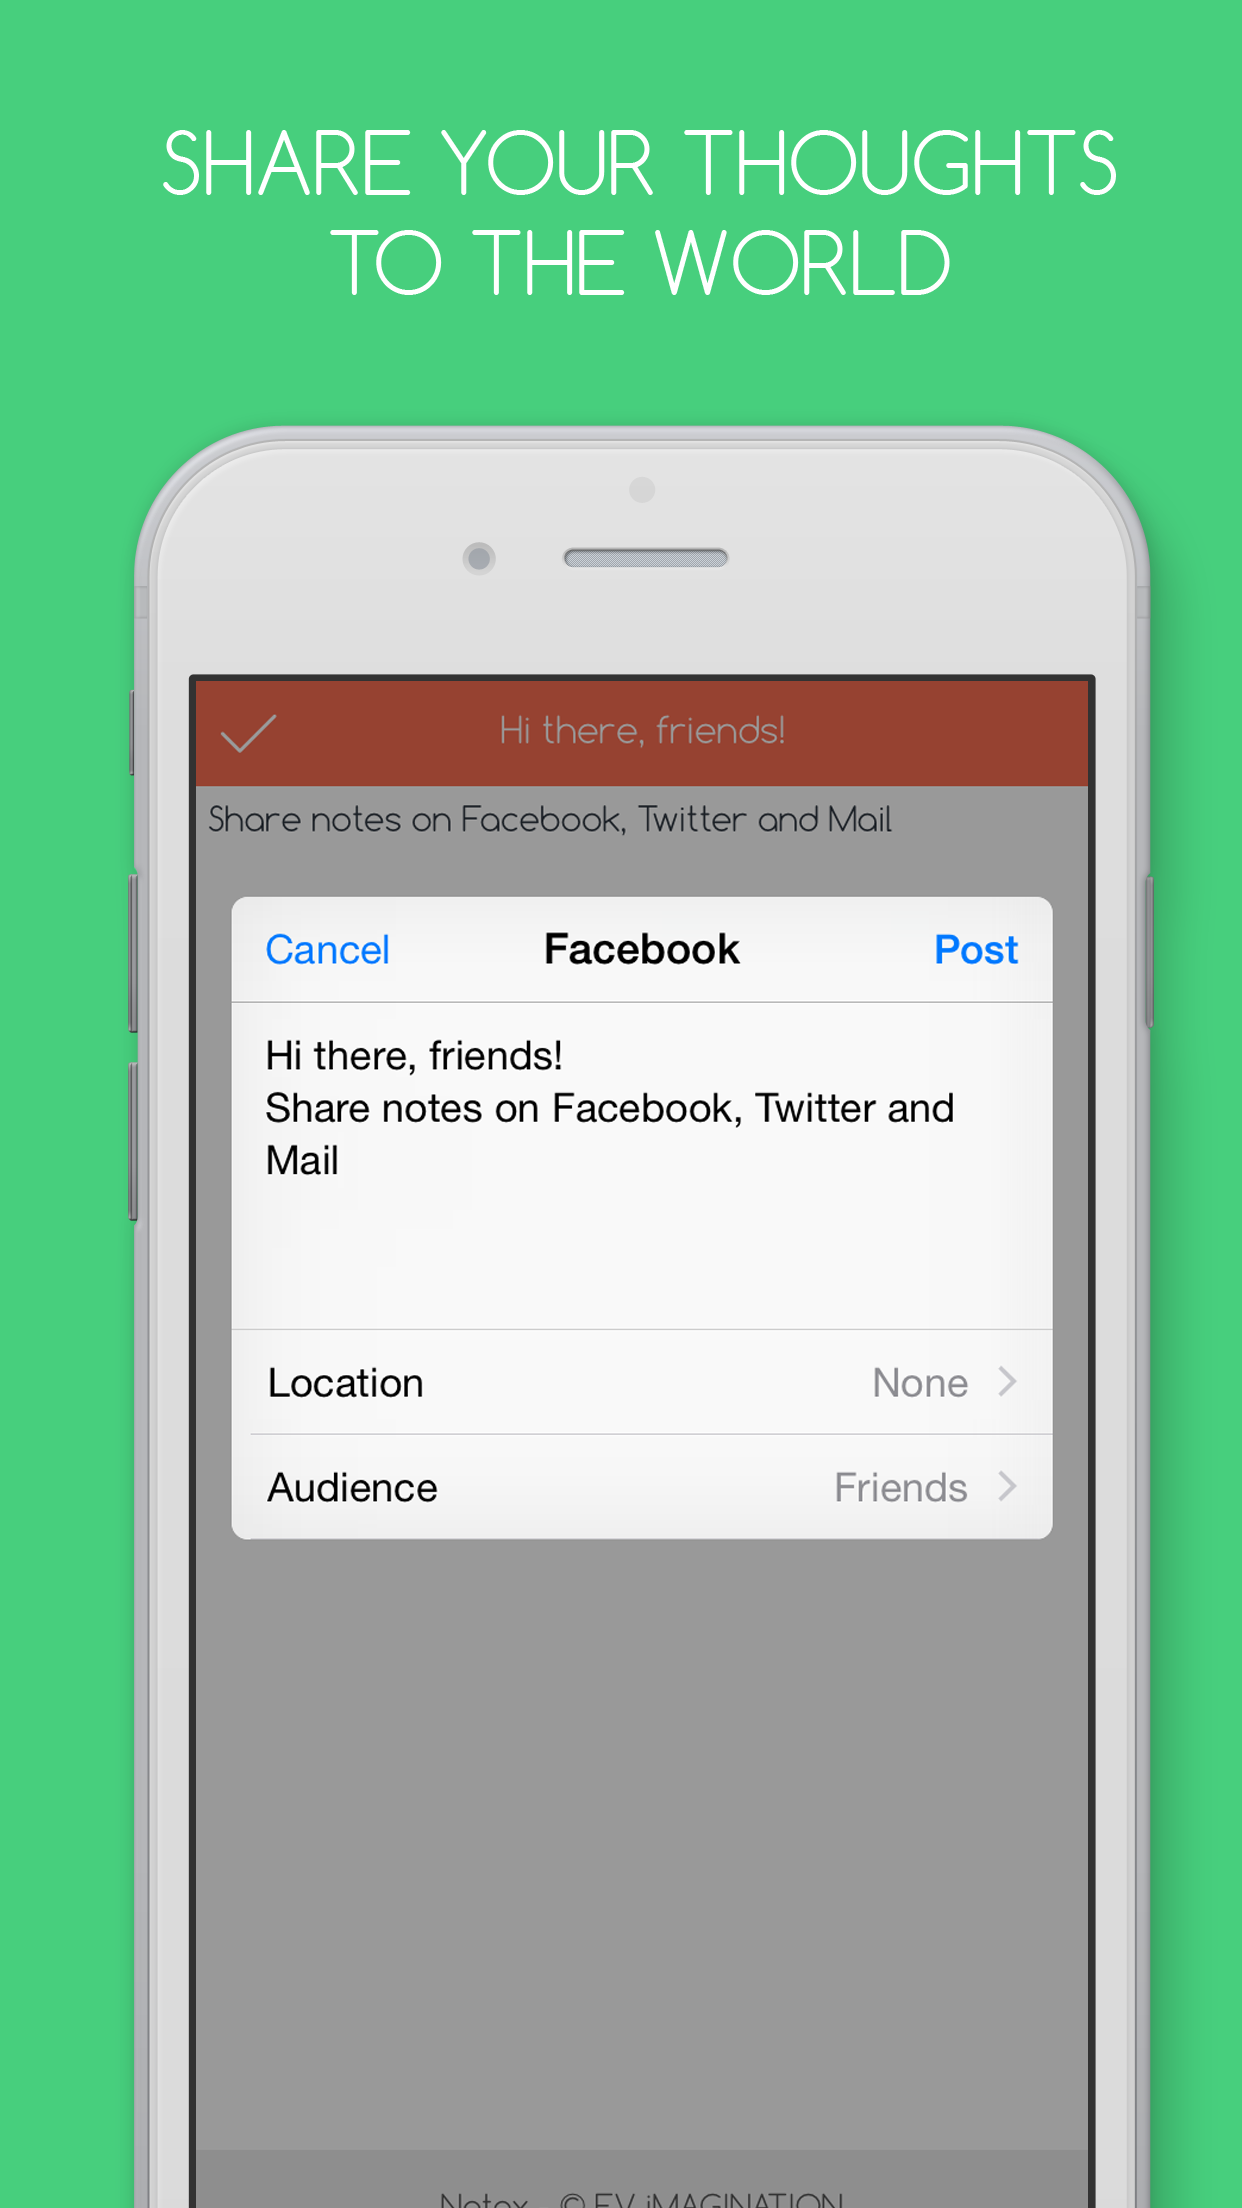 SHARE YOUR THOUGHTS
TO THE WORLD
Hi there, friends!
Share notes on Facebook, Twitter and Mail
Cancel Facebook Post
Hi there, friends!
Share notes on Facebook, Twitter and
Mail
Location None
Audience Friends
© EV iMAGINATION